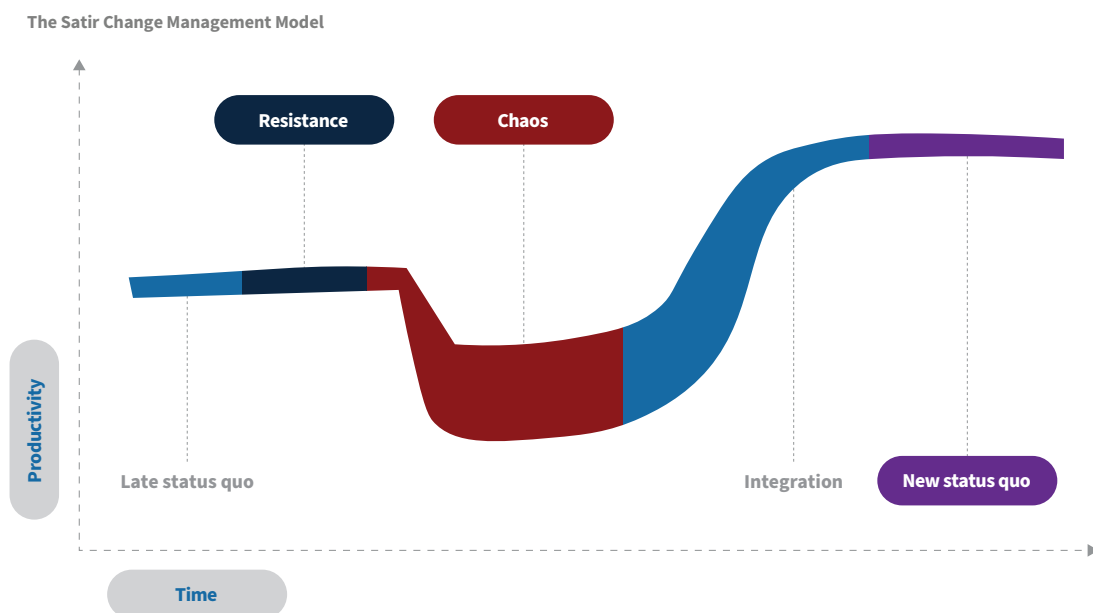 The Satir Change Management Model
Resistance
Chaos
Productivity
Late status quo
Integration
New status quo
Time